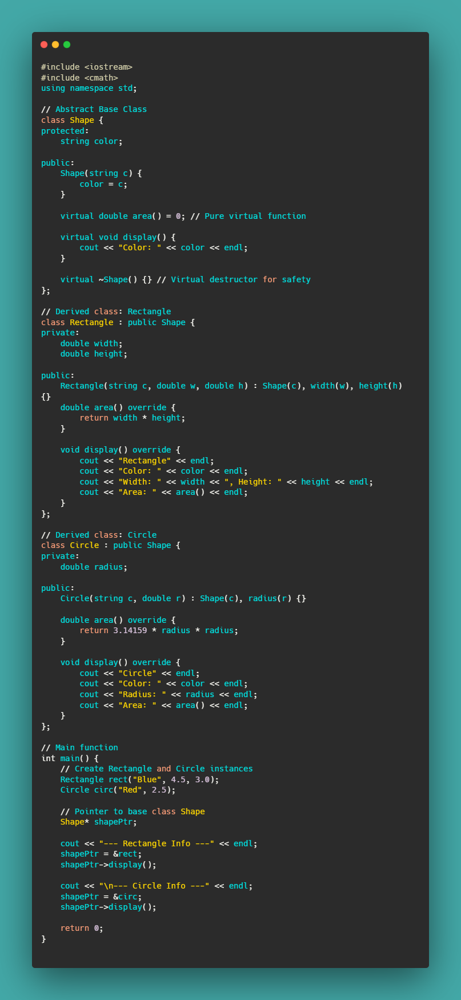 #include <iostream>
#include <cmath>
using namespace std;

// Abstract Base Class
class Shape {
protected:
    string color;

public:
    Shape(string c) {
        color = c;
    }

    virtual double area() = 0; // Pure virtual function

    virtual void display() {
        cout << "Color: " << color << endl;
    }

    virtual ~Shape() {} // Virtual destructor for safety
};

// Derived class: Rectangle
class Rectangle : public Shape {
private:
    double width;
    double height;

public:
    Rectangle(string c, double w, double h) : Shape(c), width(w), height(h)
{}
    double area() override {
        return width * height;
    }

    void display() override {
        cout << "Rectangle" << endl;
        cout << "Color: " << color << endl;
        cout << "Width: " << width << ", Height: " << height << endl;
        cout << "Area: " << area() << endl;
    }
};

// Derived class: Circle
class Circle : public Shape {
private:
    double radius;

public:
    Circle(string c, double r) : Shape(c), radius(r) {}

    double area() override {
        return 3.14159 * radius * radius;
    }

    void display() override {
        cout << "Circle" << endl;
        cout << "Color: " << color << endl;
        cout << "Radius: " << radius << endl;
        cout << "Area: " << area() << endl;
    }
};

// Main function
int main() {
    // Create Rectangle and Circle instances
    Rectangle rect("Blue", 4.5, 3.0);
    Circle circ("Red", 2.5);

    // Pointer to base class Shape
    Shape* shapePtr;

    cout << "--- Rectangle Info ---" << endl;
    shapePtr = &rect;
    shapePtr->display();

    cout << "\n--- Circle Info ---" << endl;
    shapePtr = &circ;
    shapePtr->display();

    return 0;
}